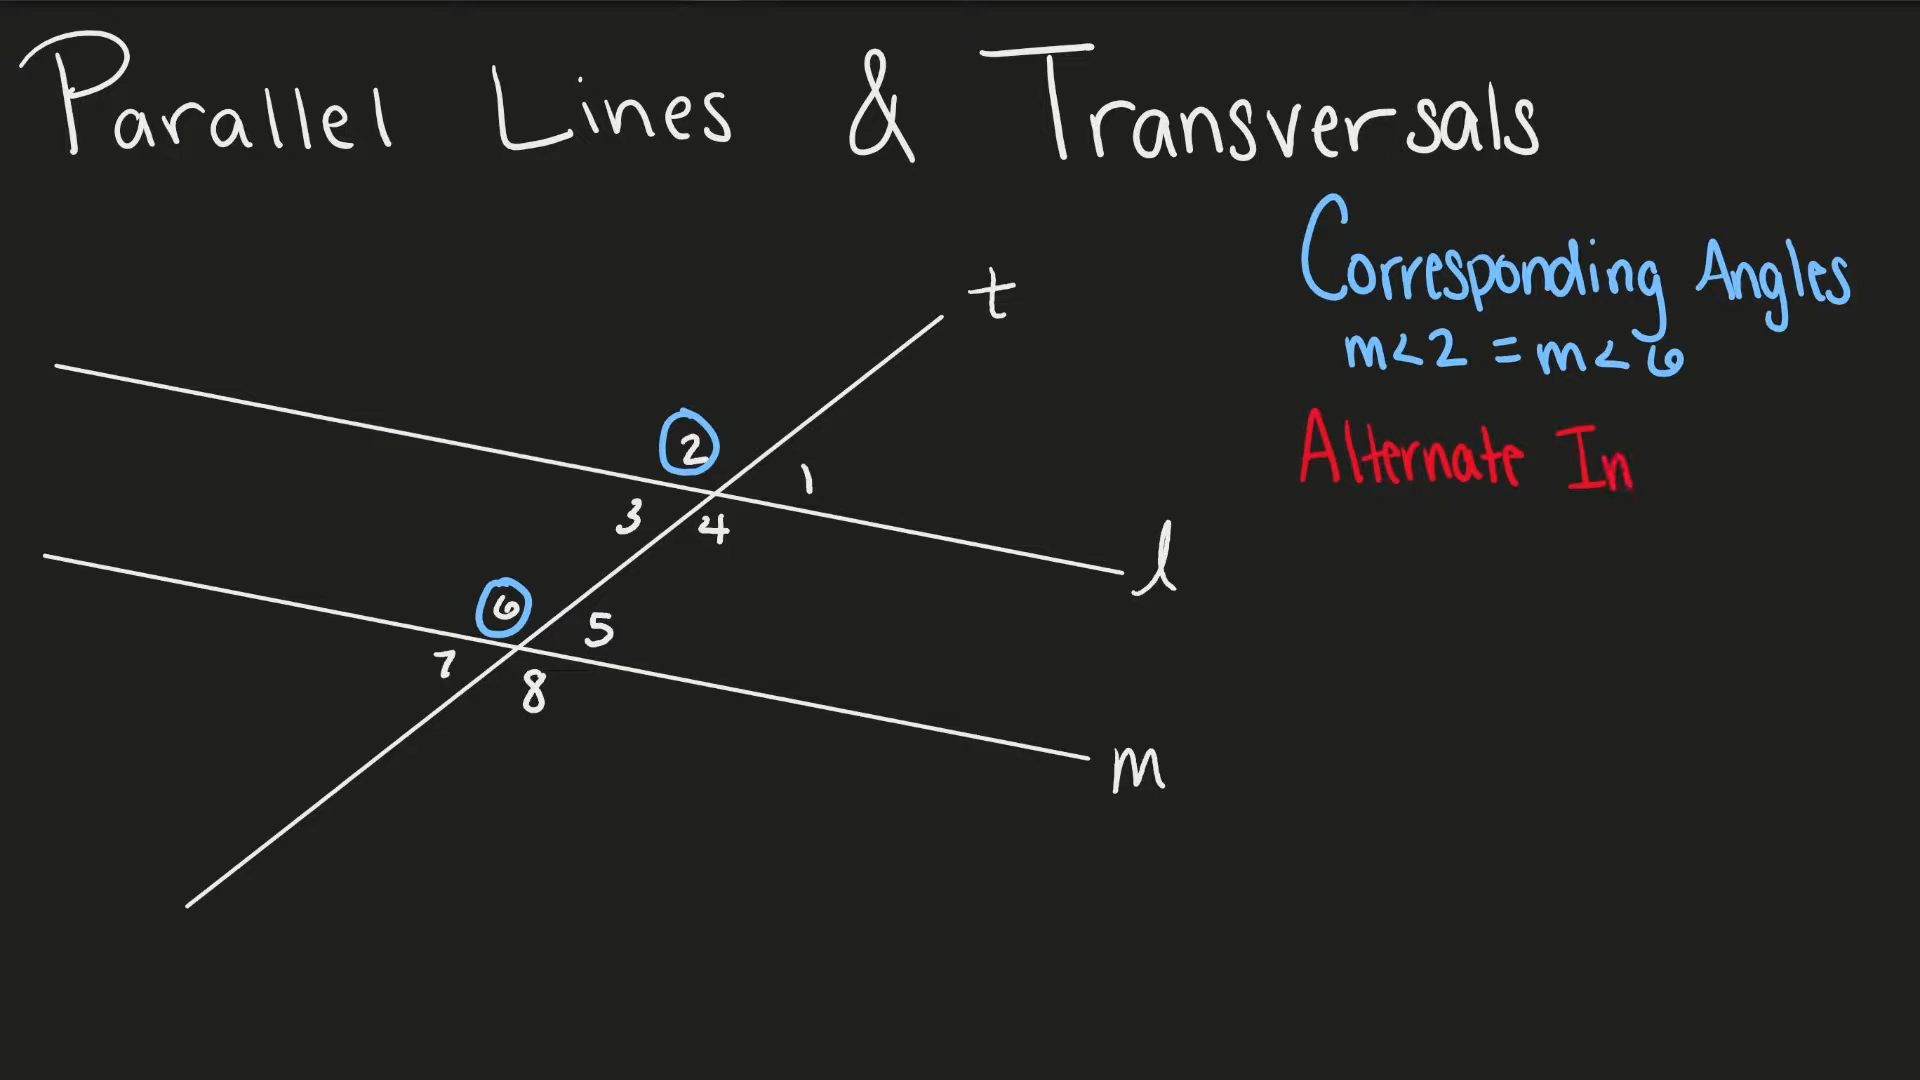 Parallel Lines & Transversals
Corresponding Angles
m<2 = m<6
Alternate In
t
2
1
3
4
l
6
5
7
8
m